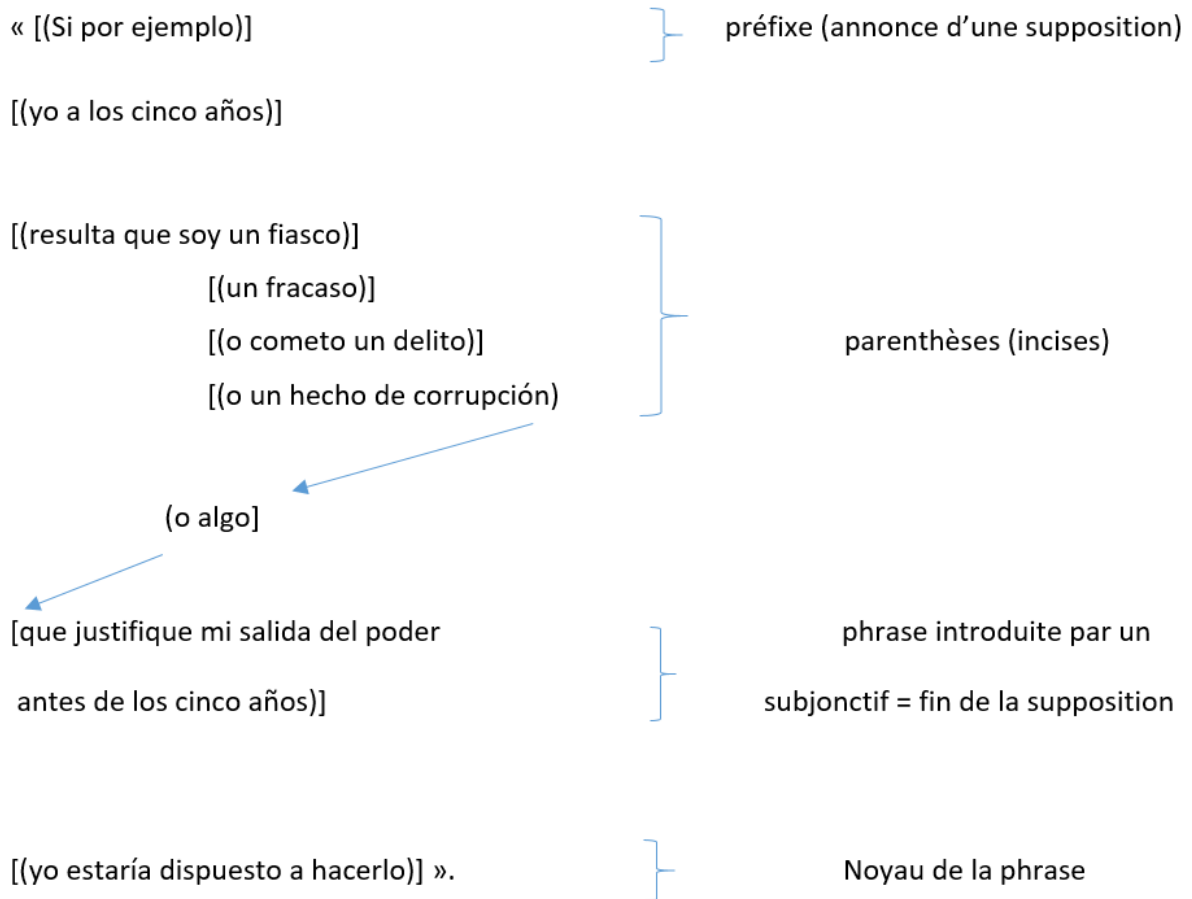 « [(Si por ejemplo)] préfixe (annonce d’une supposition)
[(yo a los cinco años)]
[(resulta que soy un fiasco)]
[(un fracaso)]
[(o cometo un delito)] parenthèses (incises)
[(o un hecho de corrupción)
(o algo]
[que justifique mi salida del poder phrase introduite par un
antes de los cinco años)] subjonctif = fin de la supposition
[(yo estaría dispuesto a hacerlo)] ». Noyau de la phrase